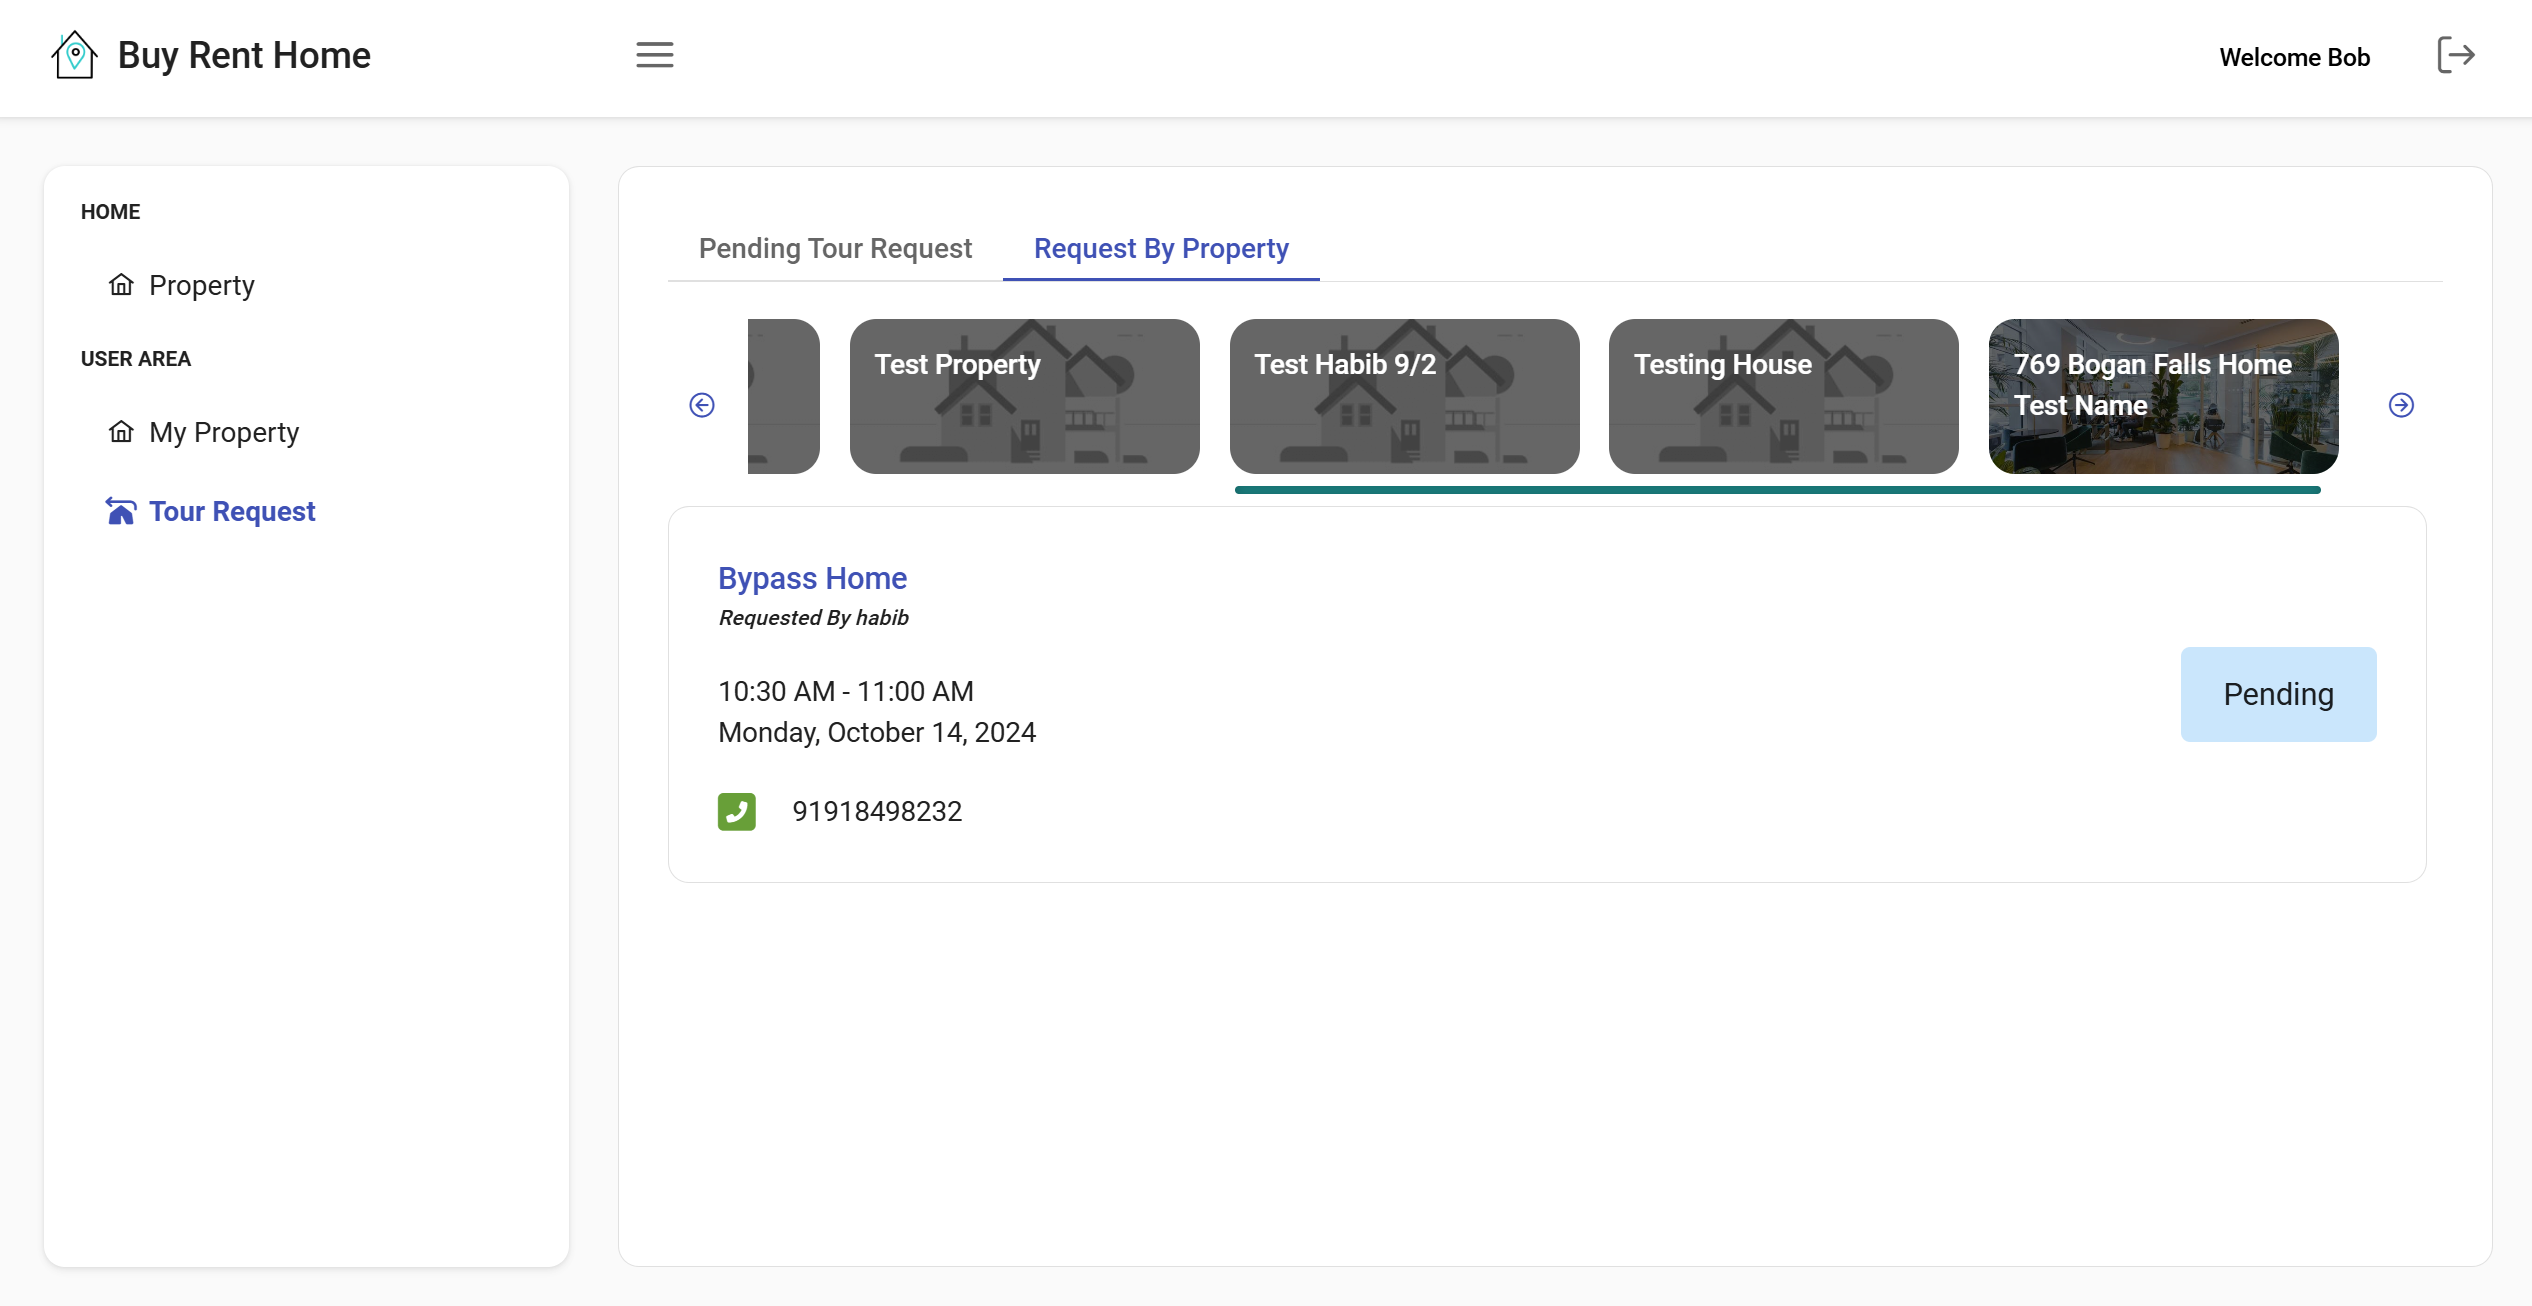 Buy Rent Home
Welcome Bob
HOME
Property
USER AREA
My Property
Tour Request
Pending Tour Request
Request By Property
Test Property
Test Habib 9/2
Testing House
769 Bogan Falls Home
Test Name
Bypass Home
Requested By habib
10:30 AM - 11:00 AM
Monday, October 14, 2024
91918498232
Pending